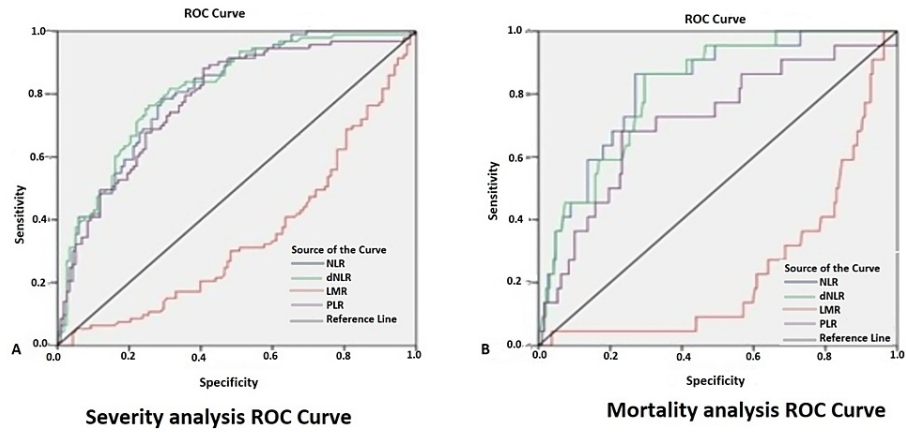 ROC Curve
1.0
0.8
0.6
0.4
0.2
0.0
Sensitivity
Source of the Curve
NLR
dNLR
LMR
PLR
Reference Line
A
0.0
0.2
0.4
0.6
0.8
1.0
Specificity
Severity analysis ROC Curve
ROC Curve
1.0
0.8
0.6
0.4
0.2
0.0
Sensitivity
Source of the Curve
NLR
dNLR
LMR
PLR
Reference Line
B
0.0
0.2
0.4
0.6
0.8
1.0
Specificity
Mortality analysis ROC Curve